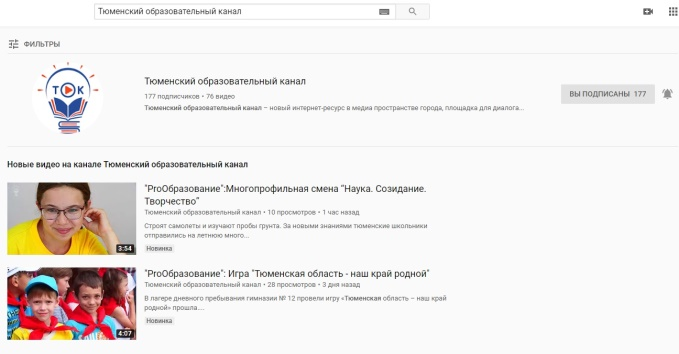 Тюменский образовательный канал
ФИЛЬТРЫ
ТОК
Тюменский образовательный канал
177 подписчиков • 76 видео
Тюменский образовательный канал – новый интернет-ресурс в медиа пространстве города, площадка для диалога...
ВЫ ПОДПИСАНЫ 177
Новые видео на канале Тюменский образовательный канал
"ProОбразование":Многопрофильная смена "Наука. Созидание.
Творчество"
Тюменский образовательный канал • 10 просмотров • 1 час назад
Строят самолеты и изучают пробы грунта. За новыми знаниями тюменские школьники
отправились на летнюю много...
Новинка
3:54
"ProОбразование": Игра "Тюменская область - наш край родной"
Тюменский образовательный канал • 28 просмотров • 3 дня назад
В лагере дневного пребывания гимназии № 12 провели игру «Тюменская область – наш край
родной» прошла....
Новинка
4:07